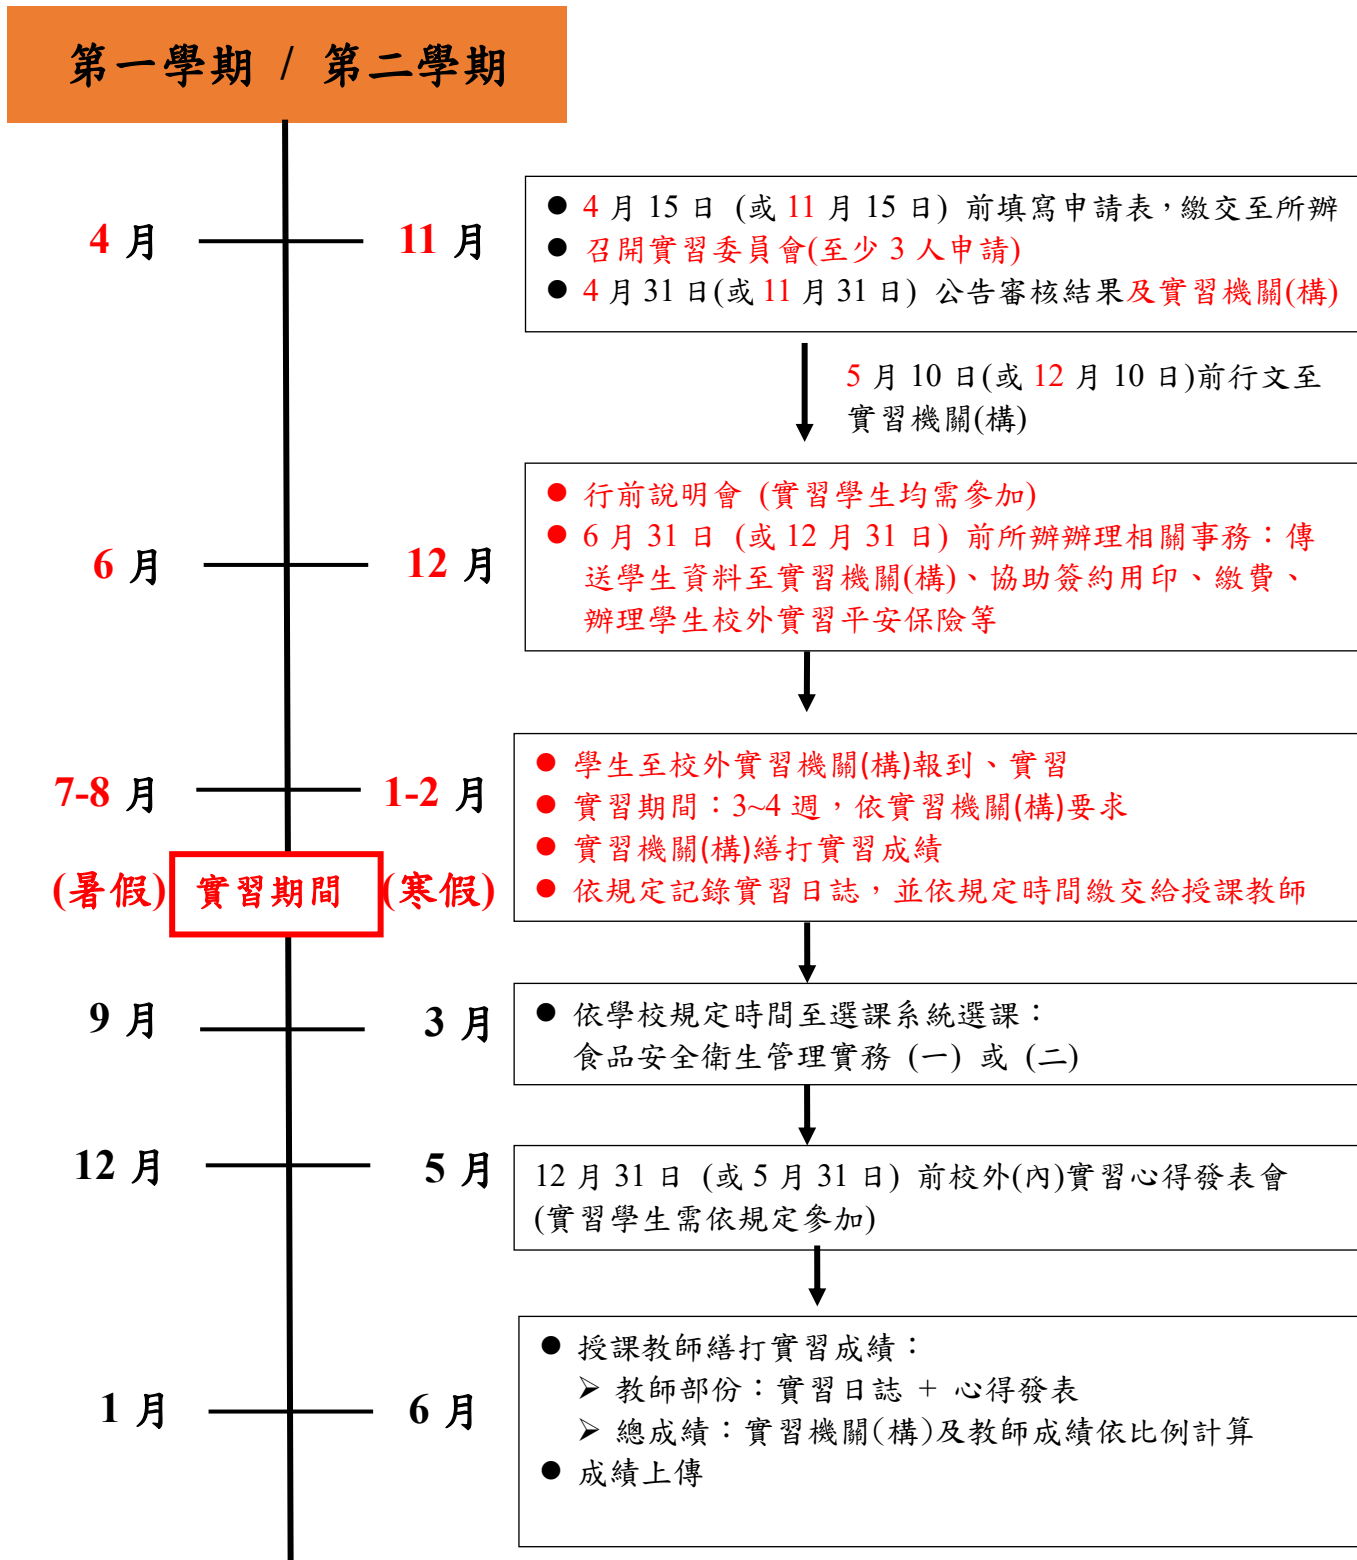 第一學期 / 第二學期
4 月
11 月
● 4 月 15 日 (或 11 月 15 日) 前填寫申請表，繳交至所辦
● 召開實習委員會(至少 3 人申請)
● 4 月 31 日(或 11 月 31 日) 公告審核結果及實習機關(構)
5 月 10 日(或 12 月 10 日)前行文至
實習機關(構)
6 月
12 月
● 行前說明會 (實習學生均需參加)
● 6 月 31 日 (或 12 月 31 日) 前所辦辦理相關事務：傳
送學生資料至實習機關(構)、協助簽約用印、繳費、
辦理學生校外實習平安保險等
7-8 月
1-2 月
(暑假)
實習期間
(寒假)
● 學生至校外實習機關(構)報到、實習
● 實習期間：3~4 週，依實習機關(構)要求
● 實習機關(構)繕打實習成績
● 依規定記錄實習日誌，並依規定時間繳交給授課教師
9 月
3 月
● 依學校規定時間至選課系統選課：
食品安全衛生管理實務 (一) 或 (二)
12 月
5 月
12 月 31 日 (或 5 月 31 日) 前校外(內)實習心得發表會
(實習學生需依規定參加)
1 月
6 月
● 授課教師繕打實習成績：
➢ 教師部份：實習日誌 + 心得發表
➢ 總成績：實習機關(構)及教師成績依比例計算
● 成績上傳